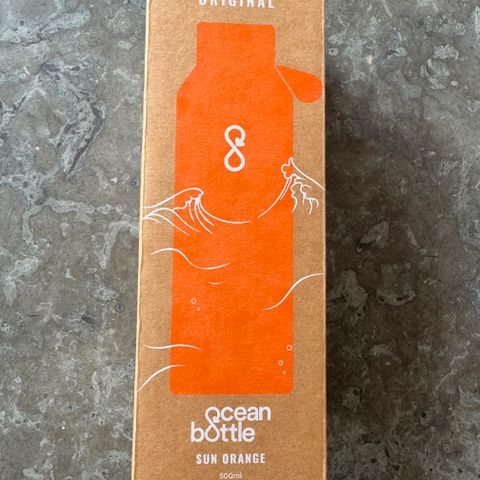 ORIGINAL
ocean
bottle
SUN ORANGE
500ml